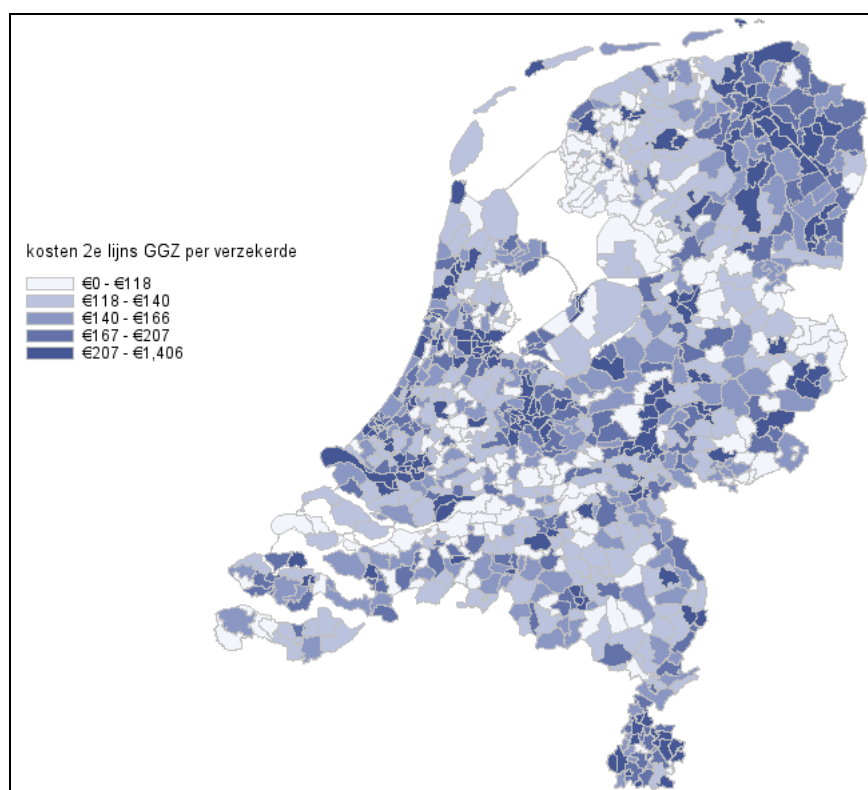 kosten 2e lijns GGZ per verzekerde
€0 - €118
€118 - €140
€140 - €166
€167 - €207
€207 - €1,406